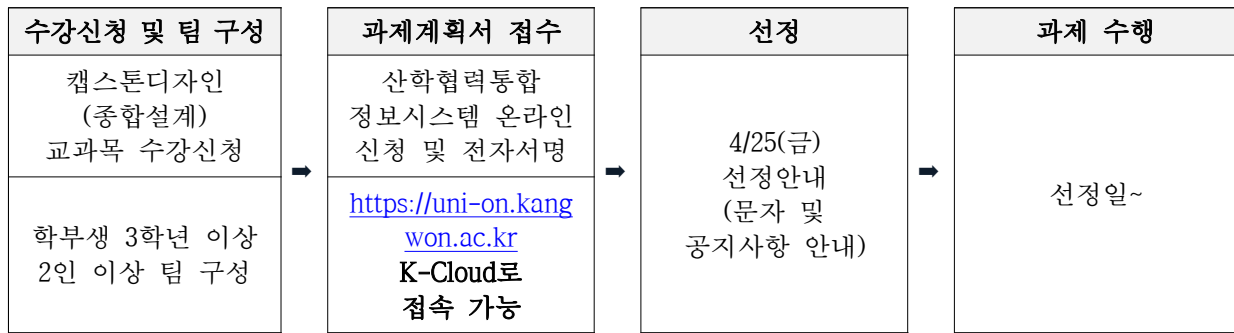 수강신청 및 팀 구성
캡스톤디자인
(종합설계)
교과목 수강신청
학부생 3학년 이상
2인 이상 팀 구성
➡
과제계획서 접수
산학협력통합
정보시스템 온라인
신청 및 전자서명
https://uni-on.kang
won.ac.kr
K-Cloud로
접속 가능
➡
선정
4/25(금)
선정안내
(문자 및
공지사항 안내)
➡
과제 수행
선정일~